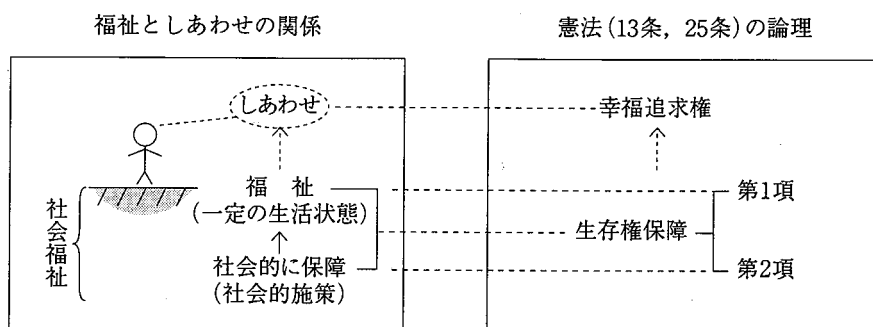 福祉としあわせの関係
しあわせ
福 祉
(一定の生活状態)
社会的に保障
(社会的施策)
社会福祉
憲法(13条，25条)の論理
幸福追求権
第1項
生存権保障
第2項